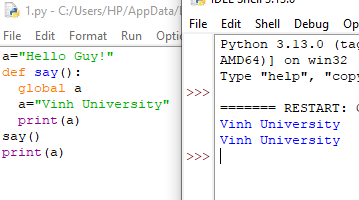 1.py - C:/Users/HP/AppData/
File Edit Format Run Option
a="Hello Guy!"
def say():
  global a
  a="Vinh University"
  print(a)
say()
print(a)
IDLE Shell 3.13.0
File Edit Shell Debug Option
Python 3.13.0 (tag
AMD64)] on win32
Type "help", "copy
>>>
======= RESTART:
Vinh University
Vinh University
>>>